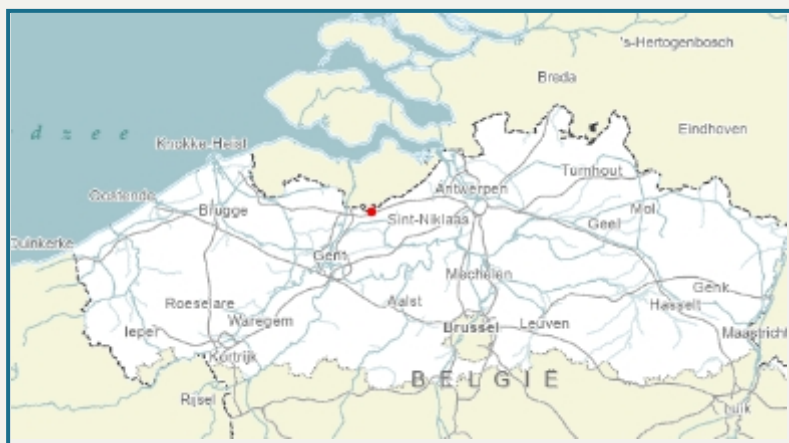 's-Hertogenbosch
Breda
d z e e
Eindhoven
Knokke-Heist
Turnhout
Oostende
Antwerpen
Brugge
Sint-Niklaas
Mol
Geel
Duinkerke
Gent
Mechelen
Genk
Roeselare
Aalst
Hasselt
Ieper
Waregem
Brussel
Leuven
Maastricht
Kortrijk
BELGIË
Rijsel
Luik